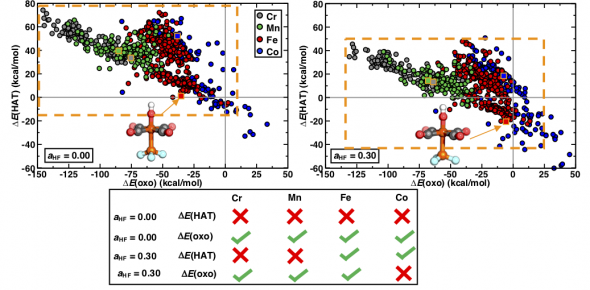 80
60
40
20
0
-20
-40
-60
ΔE(HAT) (kcal/mol)
-150 -125 -100 -75 -50 -25 0 25 50
ΔE(oxo) (kcal/mol)
Cr
Mn
Fe
Co
aHF = 0.00
80
60
40
20
0
-20
-40
-60
ΔE(HAT) (kcal/mol)
-150 -125 -100 -75 -50 -25 0 25 50
ΔE(oxo) (kcal/mol)
aHF = 0.30
Cr Mn Fe Co
aHF = 0.00 ΔE(HAT)
aHF = 0.00 ΔE(oxo)
aHF = 0.30 ΔE(HAT)
aHF = 0.30 ΔE(oxo)